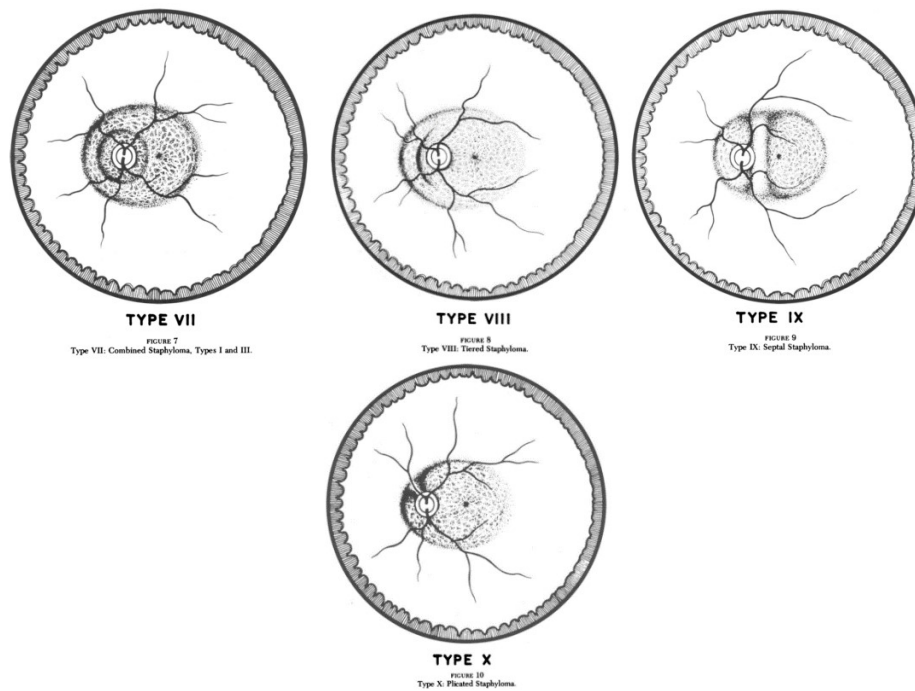 TYPE VII
FIGURE 7
Type VII: Combined Staphyloma, Types I and III.
TYPE VIII
FIGURE 8
Type VIII: Tiered Staphyloma.
TYPE IX
FIGURE 9
Type IX: Septal Staphyloma.
TYPE X
FIGURE 10
Type X: Plicated Staphyloma.